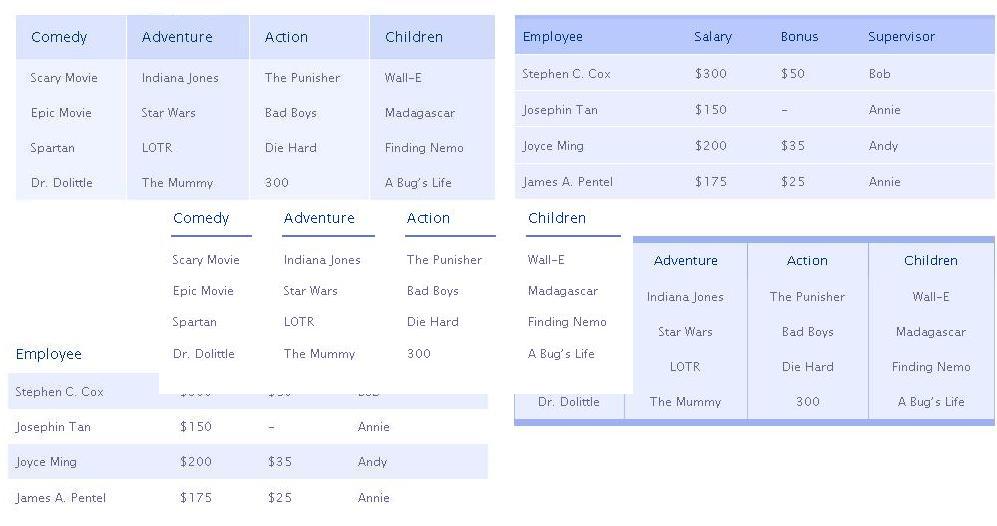 Comedy Adventure Action Children
Scary Movie Indiana Jones The Punisher Wall-E
Epic Movie Star Wars Bad Boys Madagascar
Spartan LOTR Die Hard Finding Nemo
Dr. Dolittle The Mummy 300 A Bug's Life
Employee Salary Bonus Supervisor
Stephen C. Cox $300 $50 Bob
Josephin Tan $150 - Annie
Joyce Ming $200 $35 Andy
James A. Pentel $175 $25 Annie
Comedy Adventure Action Children
Scary Movie Indiana Jones The Punisher Wall-E
Epic Movie Star Wars Bad Boys Madagascar
Spartan LOTR Die Hard Finding Nemo
Dr. Dolittle The Mummy 300 A Bug's Life
Adventure Action Children
Indiana Jones The Punisher Wall-E
Star Wars Bad Boys Madagascar
LOTR Die Hard Finding Nemo
Dr. Dolittle The Mummy 300 A Bug's Life
Employee
Stephen C. Cox
Josephin Tan $150 - Annie
Joyce Ming $200 $35 Andy
James A. Pentel $175 $25 Annie